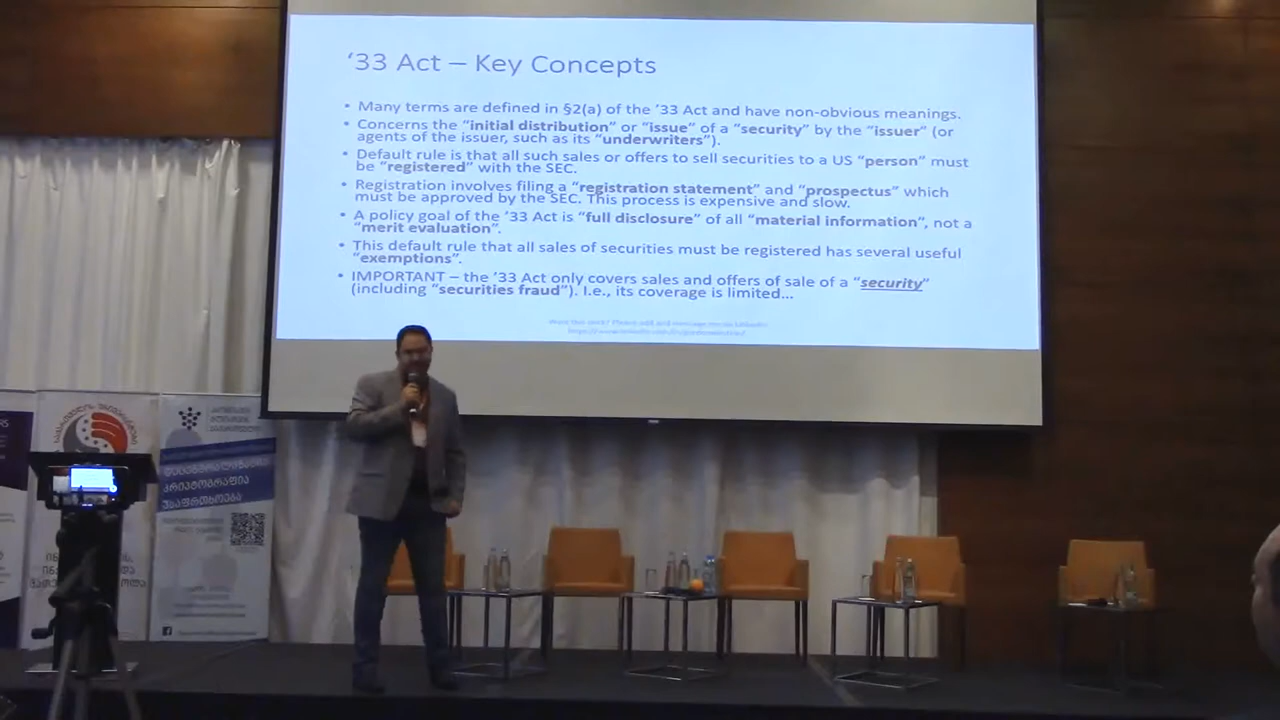 ‘33 Act – Key Concepts
• Many terms are defined in §2(a) of the ’33 Act and have non-obvious meanings.
• Concerns the “initial distribution” or “issue” of a “security” by the “issuer” (or
agents of the issuer, such as its “underwriters”).
• Default rule is that all such sales or offers to sell securities to a US “person” must
be “registered” with the SEC.
• Registration involves filing a “registration statement” and “prospectus” which
must be approved by the SEC. This process is expensive and slow.
• A policy goal of the ’33 Act is “full disclosure” of all “material information”, not a
“merit evaluation”.
• This default rule that all sales of securities must be registered has several useful
“exemptions”.
• IMPORTANT – the ’33 Act only covers sales and offers of sale of a “security”
(including “securities fraud”). I.e., its coverage is limited...
დეცენტრალიზაცია
კრიპტოგრაფია
უსაფრთხოება